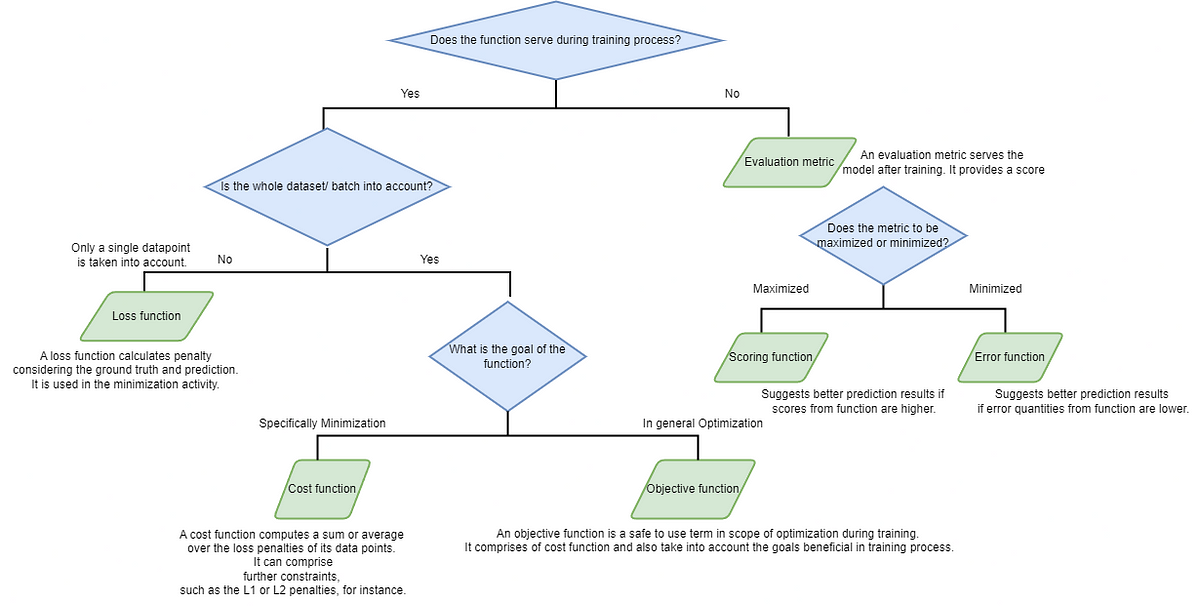 Does the function serve during training process?
Yes
No
Evaluation metric
An evaluation metric serves the
model after training. It provides a score
Is the whole dataset/ batch into account?
Does the metric to be
maximized or minimized?
Only a single datapoint
is taken into account.
No
Yes
Maximized
Minimized
Loss function
What is the goal of the
function?
Scoring function
Error function
A loss function calculates penalty
considering the ground truth and prediction.
It is used in the minimization activity.
Suggests better prediction results if
scores from function are higher.
Suggests better prediction results
if error quantities from function are lower.
Specifically Minimization
In general Optimization
Cost function
Objective function
A cost function computes a sum or average
over the loss penalties of its data points.
It can comprise
further constraints,
such as the L1 or L2 penalties, for instance.
An objective function is a safe to use term in scope of optimization during training.
It comprises of cost function and also take into account the goals beneficial in training process.